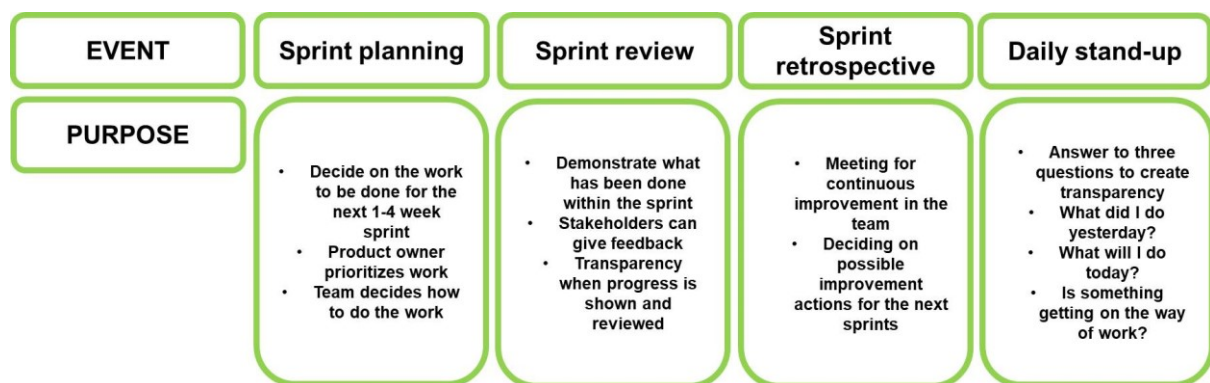 EVENT
Sprint planning
Sprint review
Sprint
retrospective
Daily stand-up
PURPOSE
• Decide on the work
to be done for the
next 1-4 week
sprint
• Product owner
prioritizes work
• Team decides how
to do the work
• Demonstrate what
has been done
within the sprint
• Stakeholders can
give feedback
• Transparency
when progress is
shown and
reviewed
• Meeting for
continuous
improvement in the
team
• Deciding on
possible
improvement
actions for the next
sprints
• Answer to three
questions to create
transparency
• What did I do
yesterday?
• What will I do
today?
• Is something
getting on the way
of work?